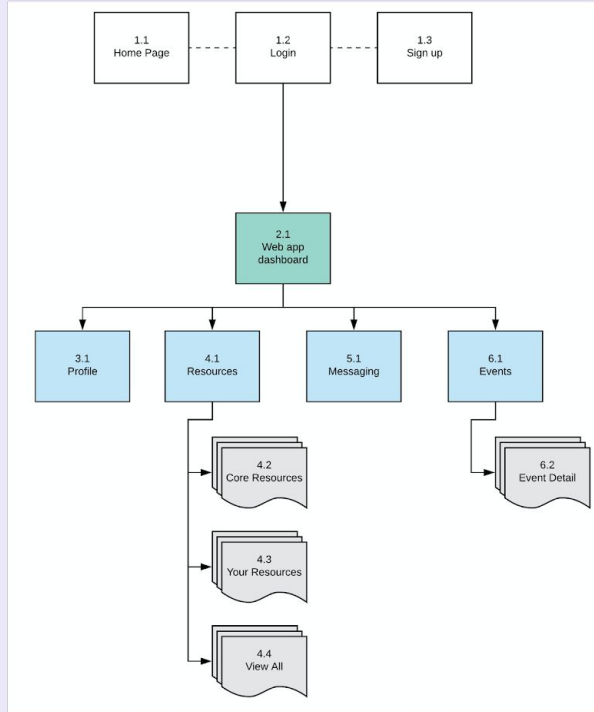 1.1
Home Page
1.2
Login
1.3
Sign up
2.1
Web app
dashboard
3.1
Profile
4.1
Resources
5.1
Messaging
6.1
Events
4.2
Core Resources
6.2
Event Detail
4.3
Your Resources
4.4
View All